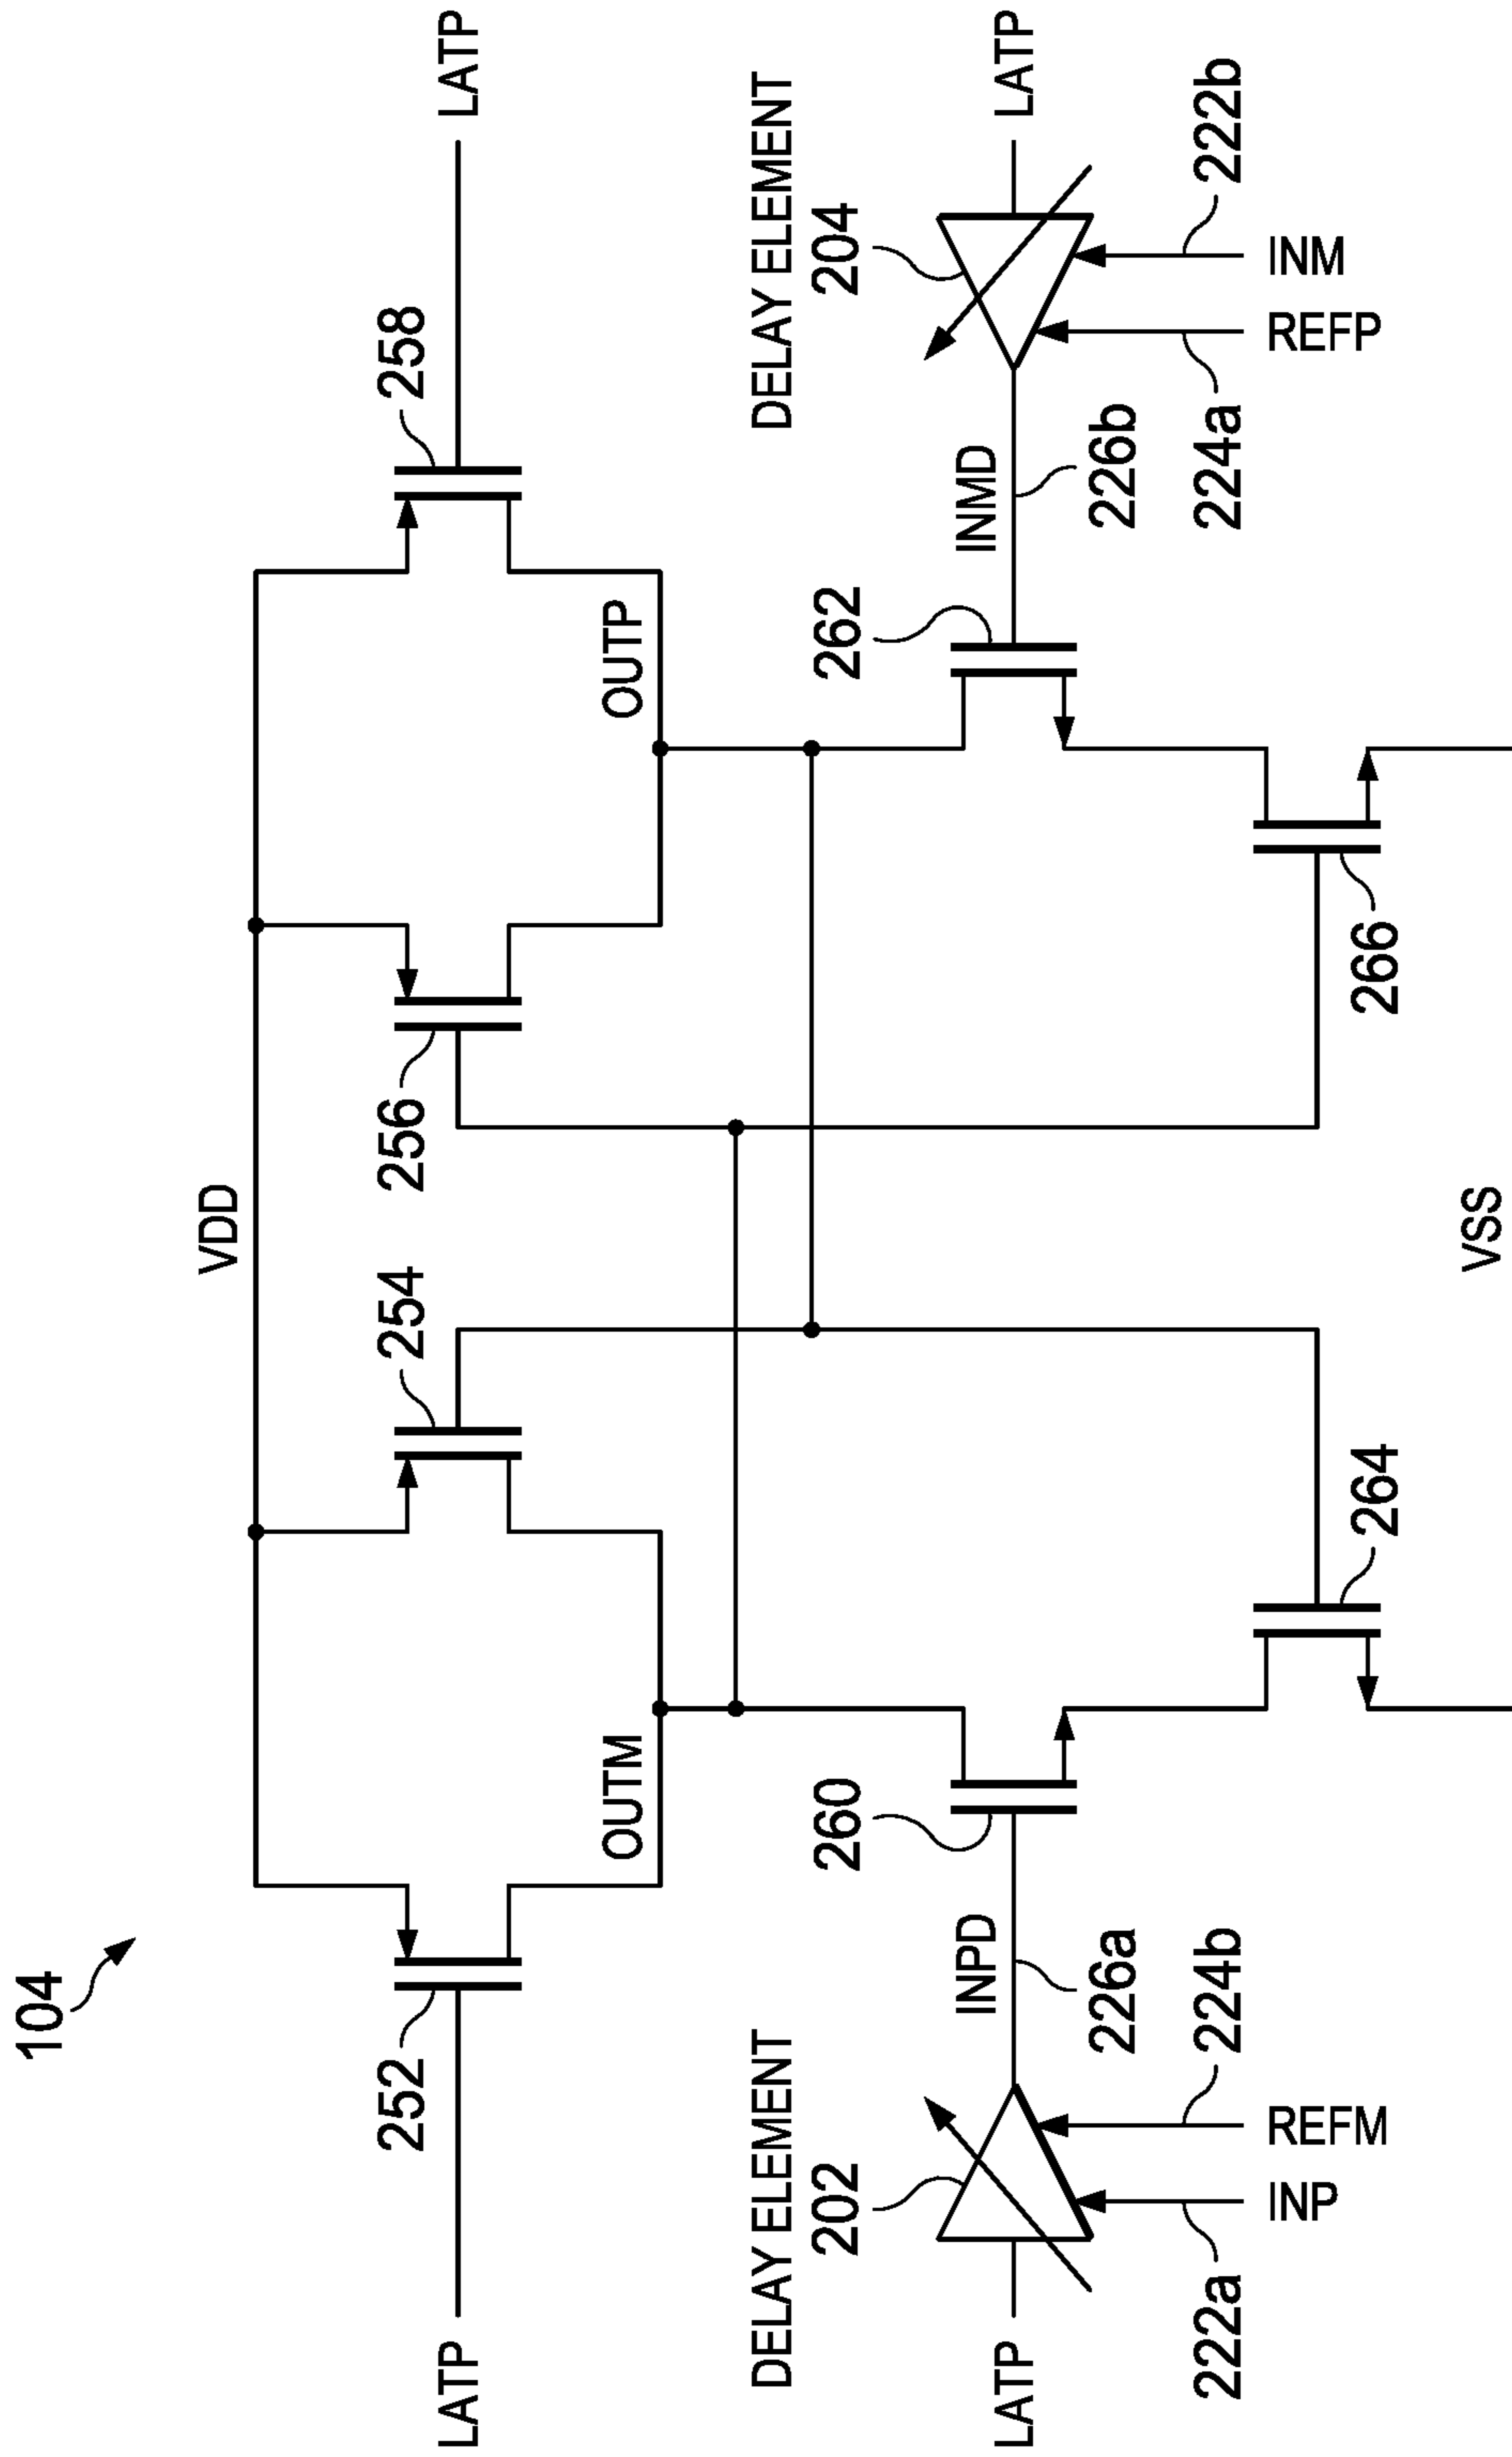 104
VDD
LATP
252
254
256
258
LATP
OUTM
OUTP
DELAY ELEMENT
202
260
262
DELAY ELEMENT
204
LATP
INPD
INMD
LATP
226a
226b
222a
224b
224a
222b
INP
REFM
REFP
INM
264
266
VSS